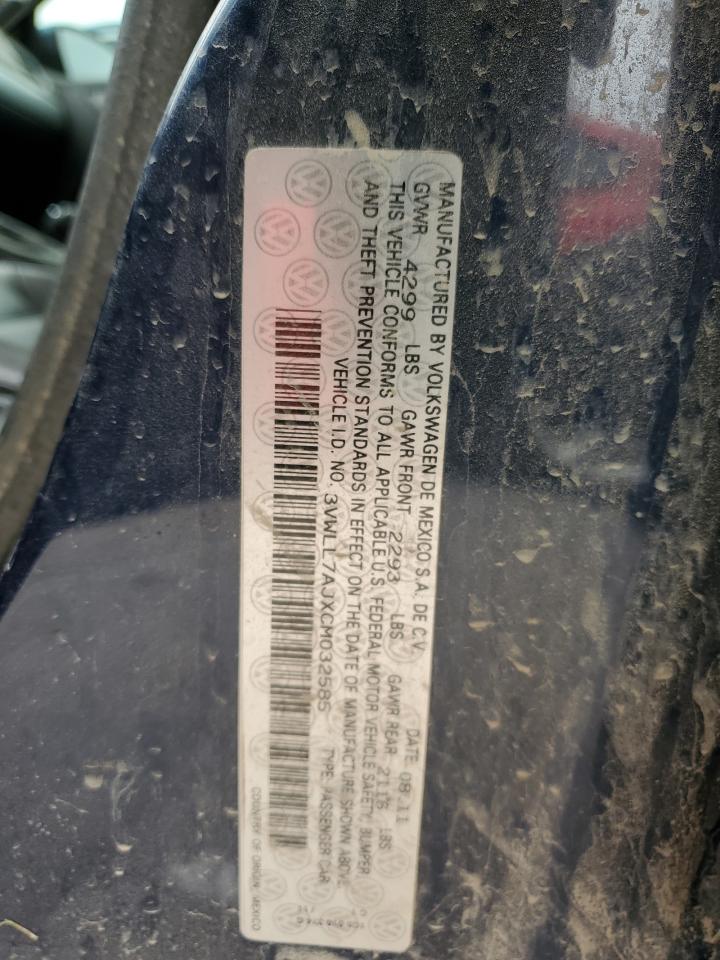 MANUFACTURED BY VOLKSWAGEN DE MEXICO S.A. DE C.V. DATE 08.11
GVWR 4299 LBS GAWR FRONT 2293 LBS GAWR REAR 2116 LBS
THIS VEHICLE CONFORMS TO ALL APPLICABLE U.S. FEDERAL MOTOR VEHICLE SAFETY, BUMPER
AND THEFT PREVENTION STANDARDS IN EFFECT ON THE DATE OF MANUFACTURE SHOWN ABOVE.
VEHICLE I.D. NO. 3VWLL7AJXCM032585 TYPE: PASSENGER CAR
COUNTRY OF ORIGIN: MEXICO